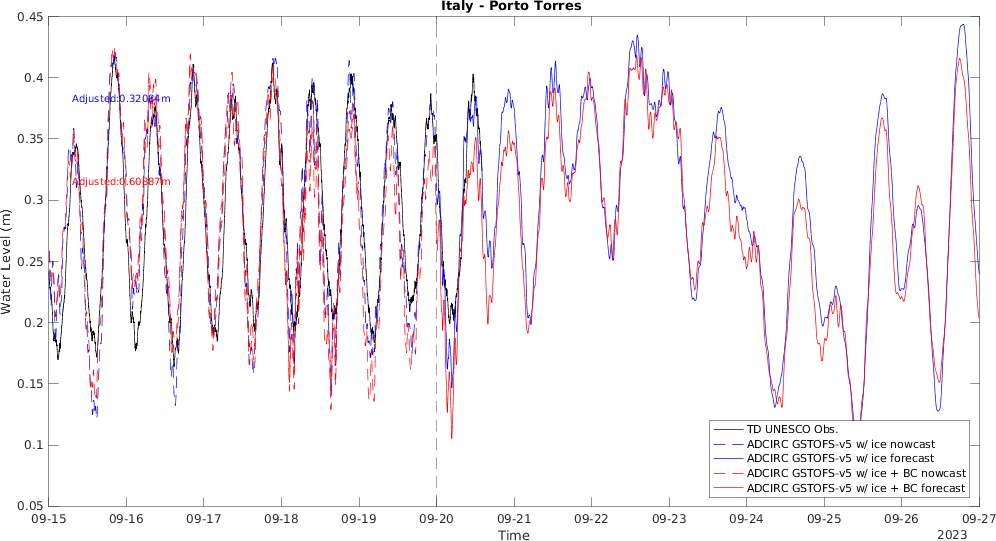 Italy - Porto Torres
Water Level (m)
0.45
0.4
0.35
0.3
0.25
0.2
0.15
0.1
0.05
Adjusted:0.32084m
Adjusted:0.60387m
TD UNESCO Obs.
ADCIRC GSTOFS-v5 w/ ice nowcast
ADCIRC GSTOFS-v5 w/ ice forecast
ADCIRC GSTOFS-v5 w/ ice + BC nowcast
ADCIRC GSTOFS-v5 w/ ice + BC forecast
09-15 09-16 09-17 09-18 09-19 09-20 09-21 09-22 09-23 09-24 09-25 09-26 09-27
Time
2023